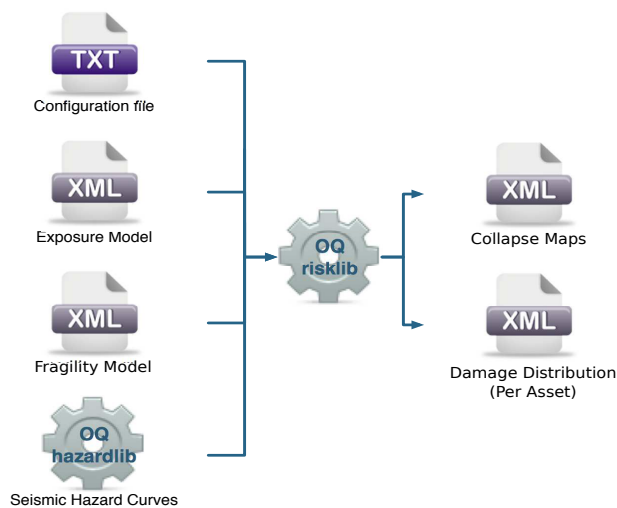 TXT
Configuration file
XML
Exposure Model
XML
Fragility Model
OQ
hazardlib
Seismic Hazard Curves
OQ
risklib
XML
Collapse Maps
XML
Damage Distribution
(Per Asset)